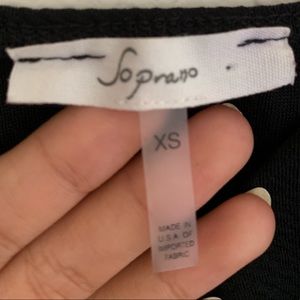 Soprano
XS
MADE IN
U.S.A. OF
IMPORTED
FABRIC